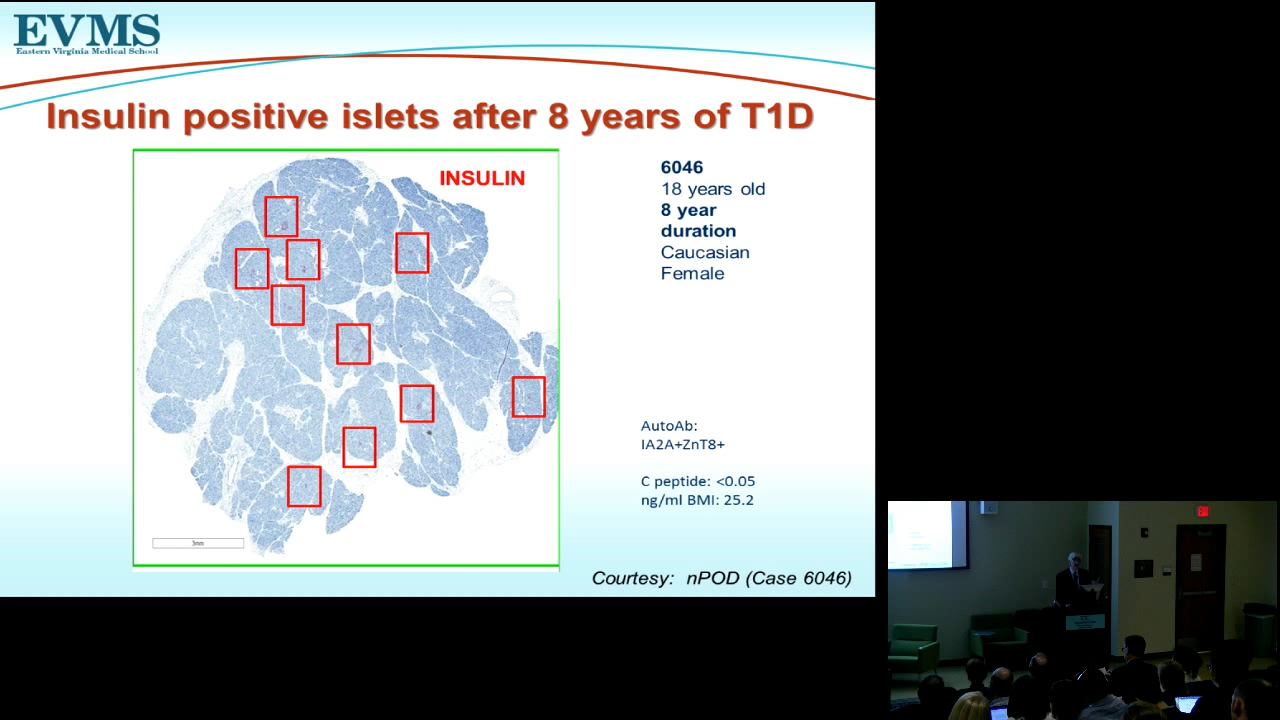 EVMS
Eastern Virginia Medical School
Insulin positive islets after 8 years of T1D
INSULIN
6046
18 years old
8 year
duration
Caucasian
Female
AutoAb:
IA2A+ZnT8+
C peptide: <0.05
ng/ml BMI: 25.2
3mm
Courtesy: nPOD (Case 6046)